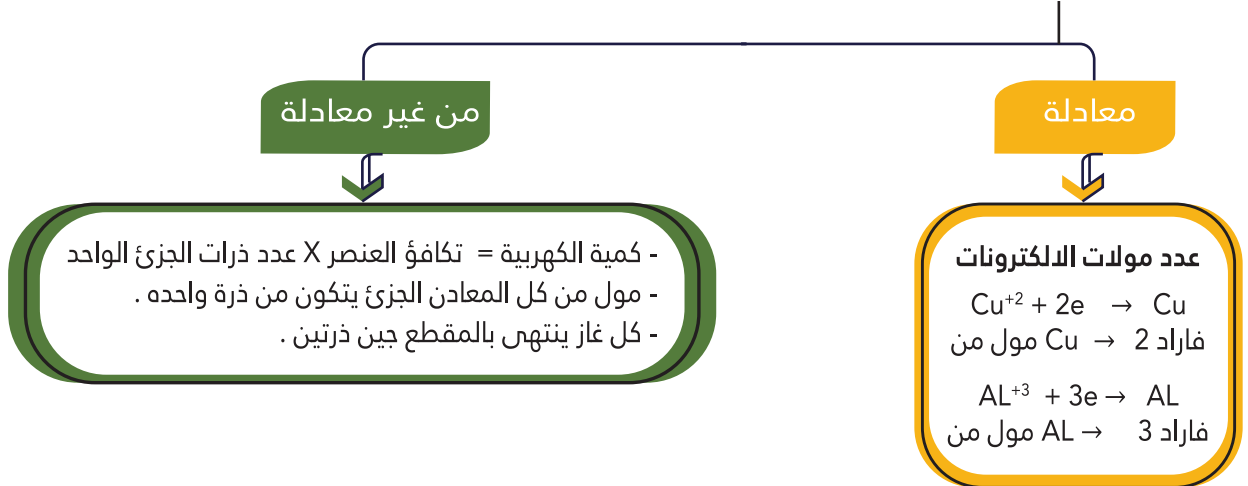 معادلة
عدد مولات الالكترونات
Cu+2 + 2e → Cu
فاراد 2 → Cu مول من
AL+3 + 3e → AL
فاراد 3 → AL مول من
من غير معادلة
- كمية الكهربية = تكافؤ العنصر X عدد ذرات الجزئ الواحد
- مول من كل المعادن الجزئ يتكون من ذرة واحده .
- كل غاز ينتهى بالمقطع جين ذرتين .